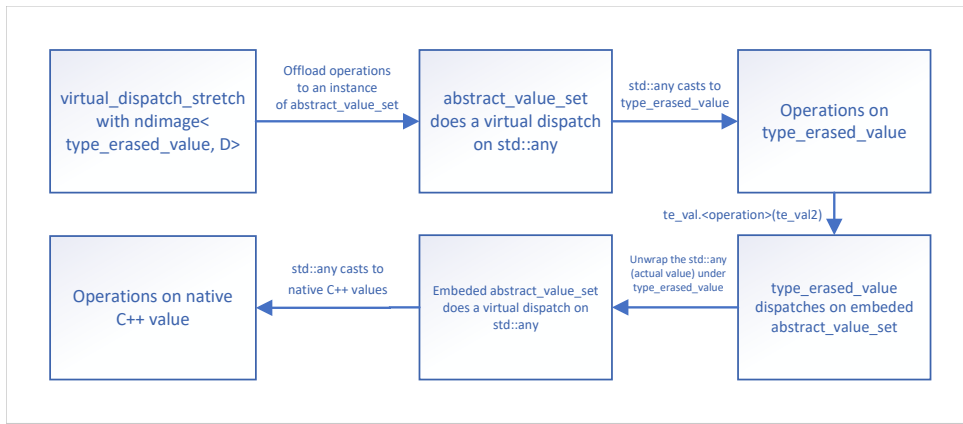 virtual_dispatch_stretch
with ndimage<
type_erased_value, D>
Offload operations
to an instance
of abstract_value_set
abstract_value_set
does a virtual dispatch
on std::any
std::any casts to
type_erased_value
Operations on
type_erased_value
te_val.<operation>(te_val2)
type_erased_value
dispatches on embeded
abstract_value_set
Unwrap the std::any
(actual value) under
type_erased_value
Embeded abstract_value_set
does a virtual dispatch on
std::any
std::any casts to
native C++ values
Operations on native
C++ value